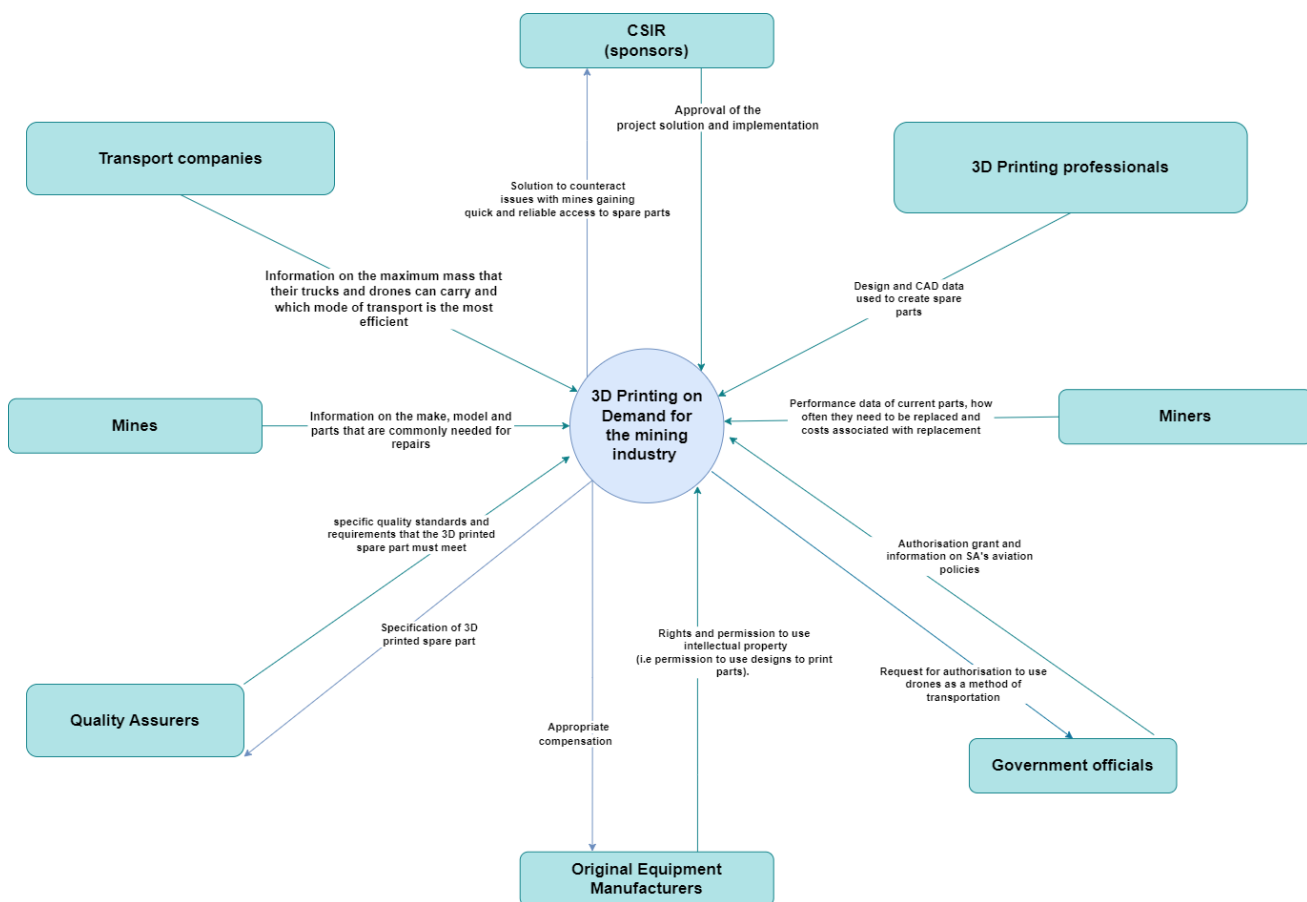 CSIR
(sponsors)
Approval of the
project solution and implementation
Transport companies
3D Printing professionals
Solution to counteract
issues with mines gaining
quick and reliable access to spare parts
Information on the maximum mass that
their trucks and drones can carry and
which mode of transport is the most
efficient
Design and CAD data
used to create spare
parts
3D Printing on
Demand for
the mining
industry
Mines
Information on the make, model and
parts that are commonly needed for
repairs
Performance data of current parts, how
often they need to be replaced and
costs associated with replacement
Miners
specific quality standards and
requirements that the 3D printed
spare part must meet
Authorisation grant and
information on SA's aviation
policies
Specification of 3D
printed spare part
Rights and permission to use
intellectual property
(i.e permission to use designs to print
parts).
Request for authorisation to use
drones as a method of
transportation
Quality Assurers
Appropriate
compensation
Government officials
Original Equipment
Manufacturers